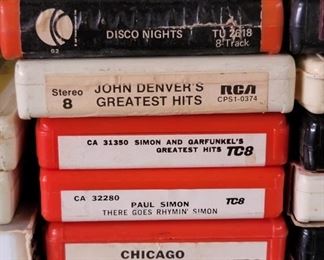 DISCO NIGHTS TU 2618
8-Track
Stereo
8
JOHN DENVER'S
GREATEST HITS
RCA
CPS1-0374
CA 31350 SIMON AND GARFUNKEL'S
GREATEST HITS TC8
CA 32280
PAUL SIMON
THERE GOES RHYMIN' SIMON
TC8
CHICAGO